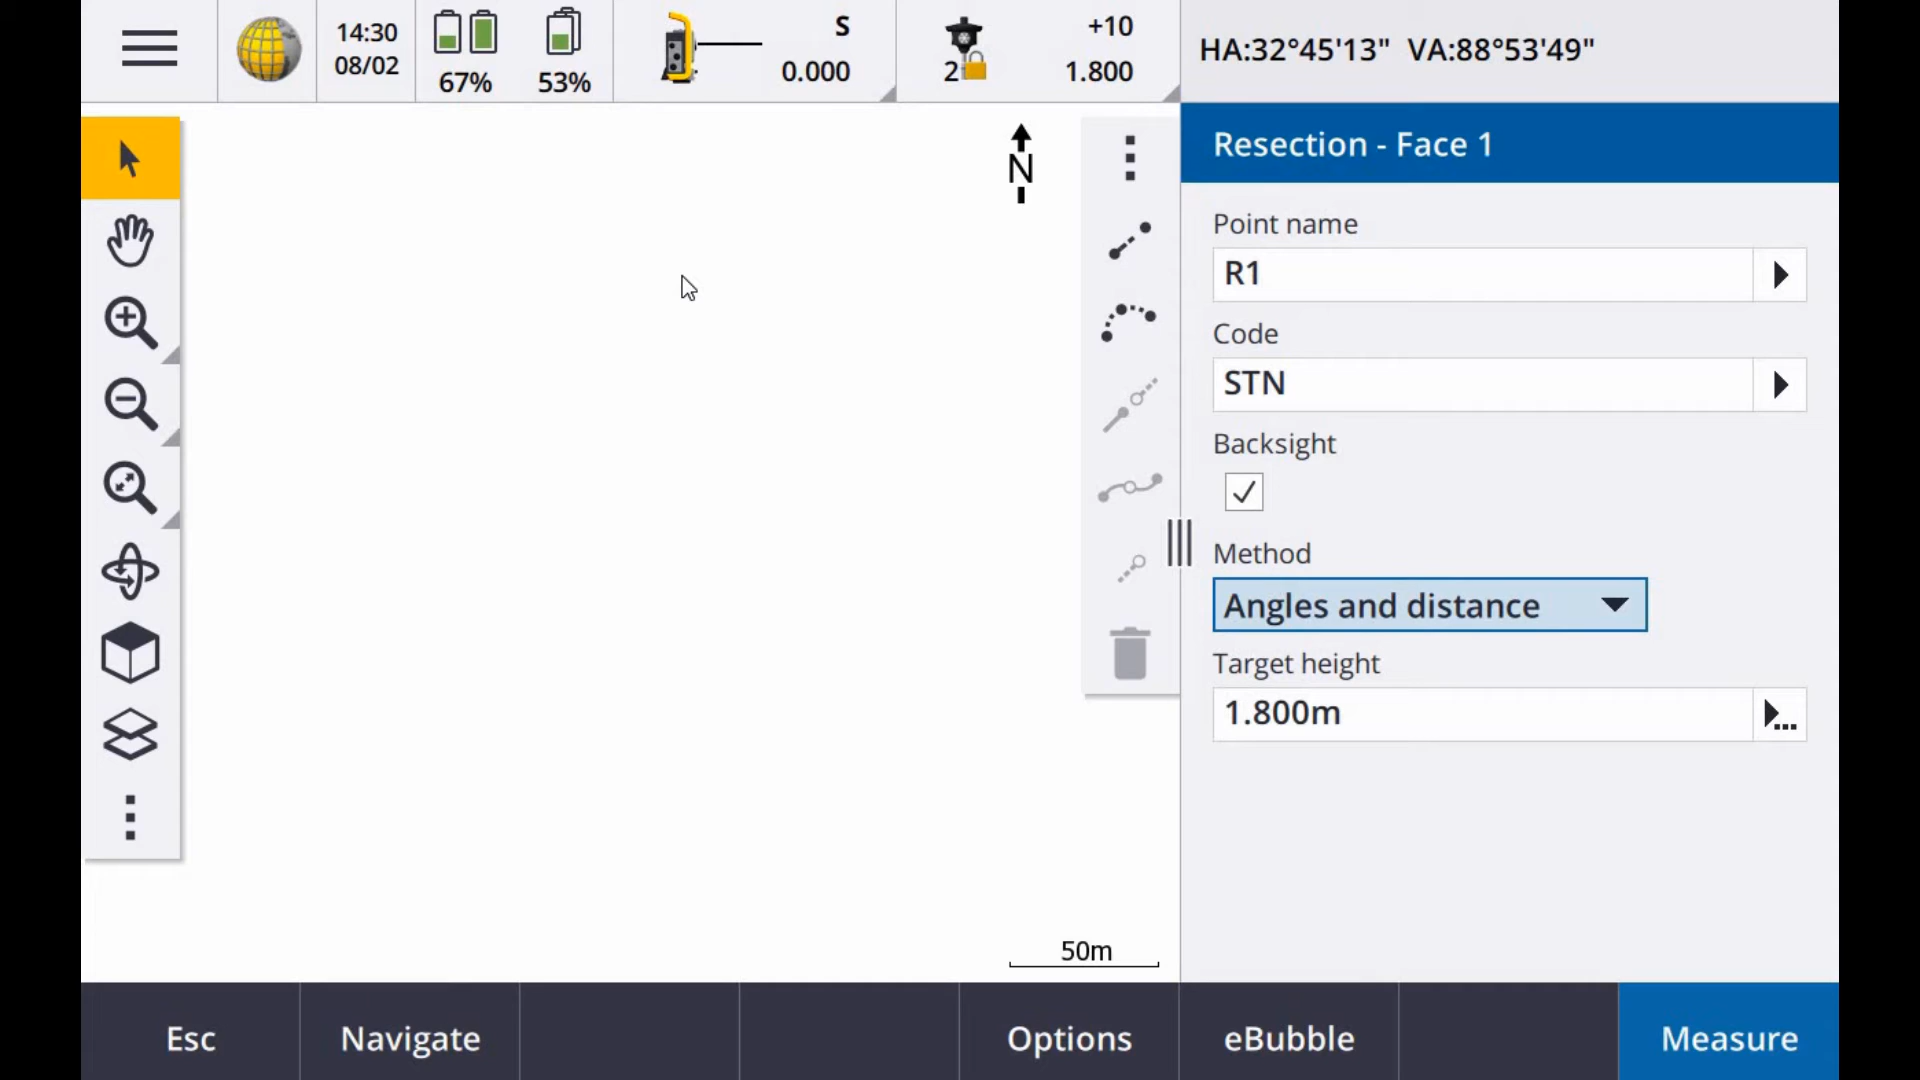 14:30
08/02
67%
53%
S
0.000
2
+10
1.800
HA:32°45'13" VA:88°53'49"
N
50m
Resection - Face 1
Point name
R1
Code
STN
Backsight
Method
Angles and distance
Target height
1.800m
Esc
Navigate
Options
eBubble
Measure